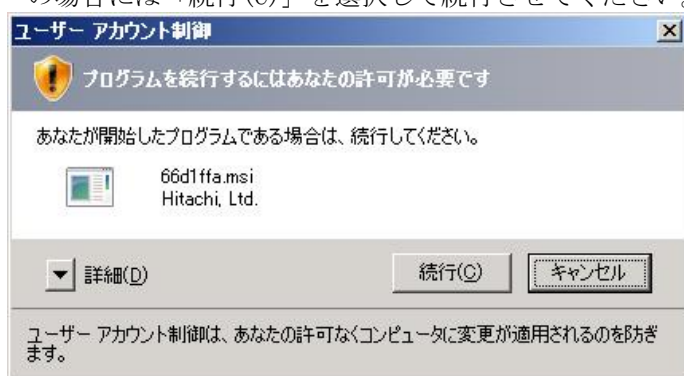 の場合には「続行(C)」を選択して続行させてください。
ユーザー アカウント制御
プログラムを続行するにはあなたの許可が必要です
あなたが開始したプログラムである場合は、続行してください。
66d1ffa.msi
Hitachi, Ltd.
詳細(D)
続行(C)
キャンセル
ユーザー アカウント制御は、あなたの許可なくコンピュータに変更が適用されるのを防ぎ
ます。